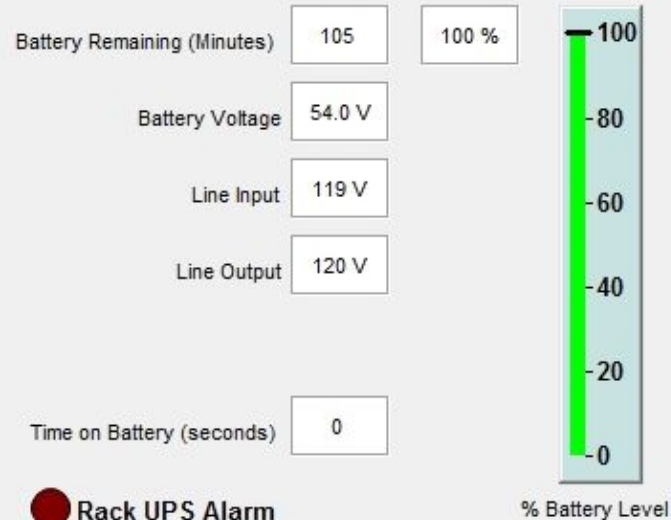 Battery Remaining (Minutes) 105 100 %
Battery Voltage 54.0 V
Line Input 119 V
Line Output 120 V
Time on Battery (seconds) 0
Rack UPS Alarm
100
80
60
40
20
0
% Battery Level